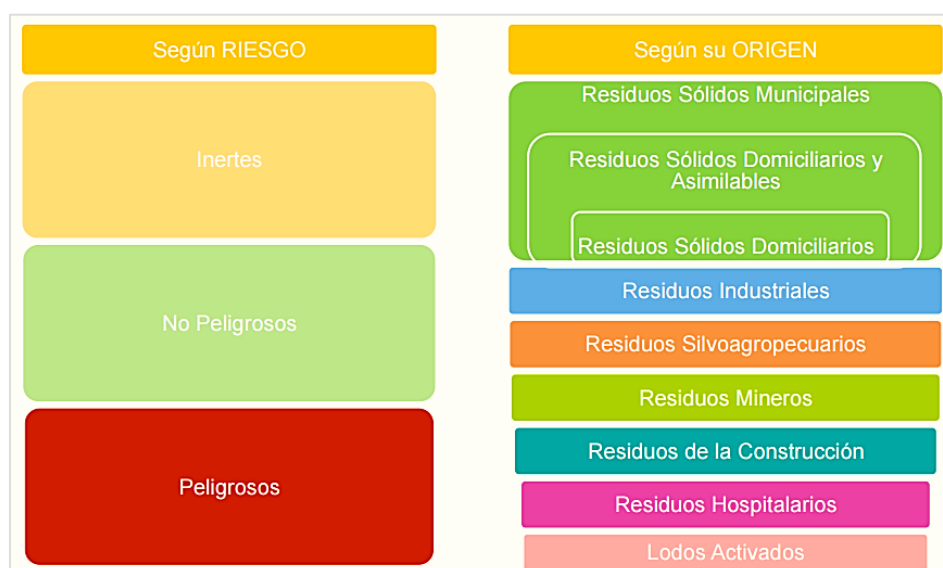 Según RIESGO
Inertes
No Peligrosos
Peligrosos
Según su ORIGEN
Residuos Sólidos Municipales
Residuos Sólidos Domiciliarios y
Asimilables
Residuos Sólidos Domiciliarios
Residuos Industriales
Residuos Silvoagropecuarios
Residuos Mineros
Residuos de la Construcción
Residuos Hospitalarios
Lodos Activados